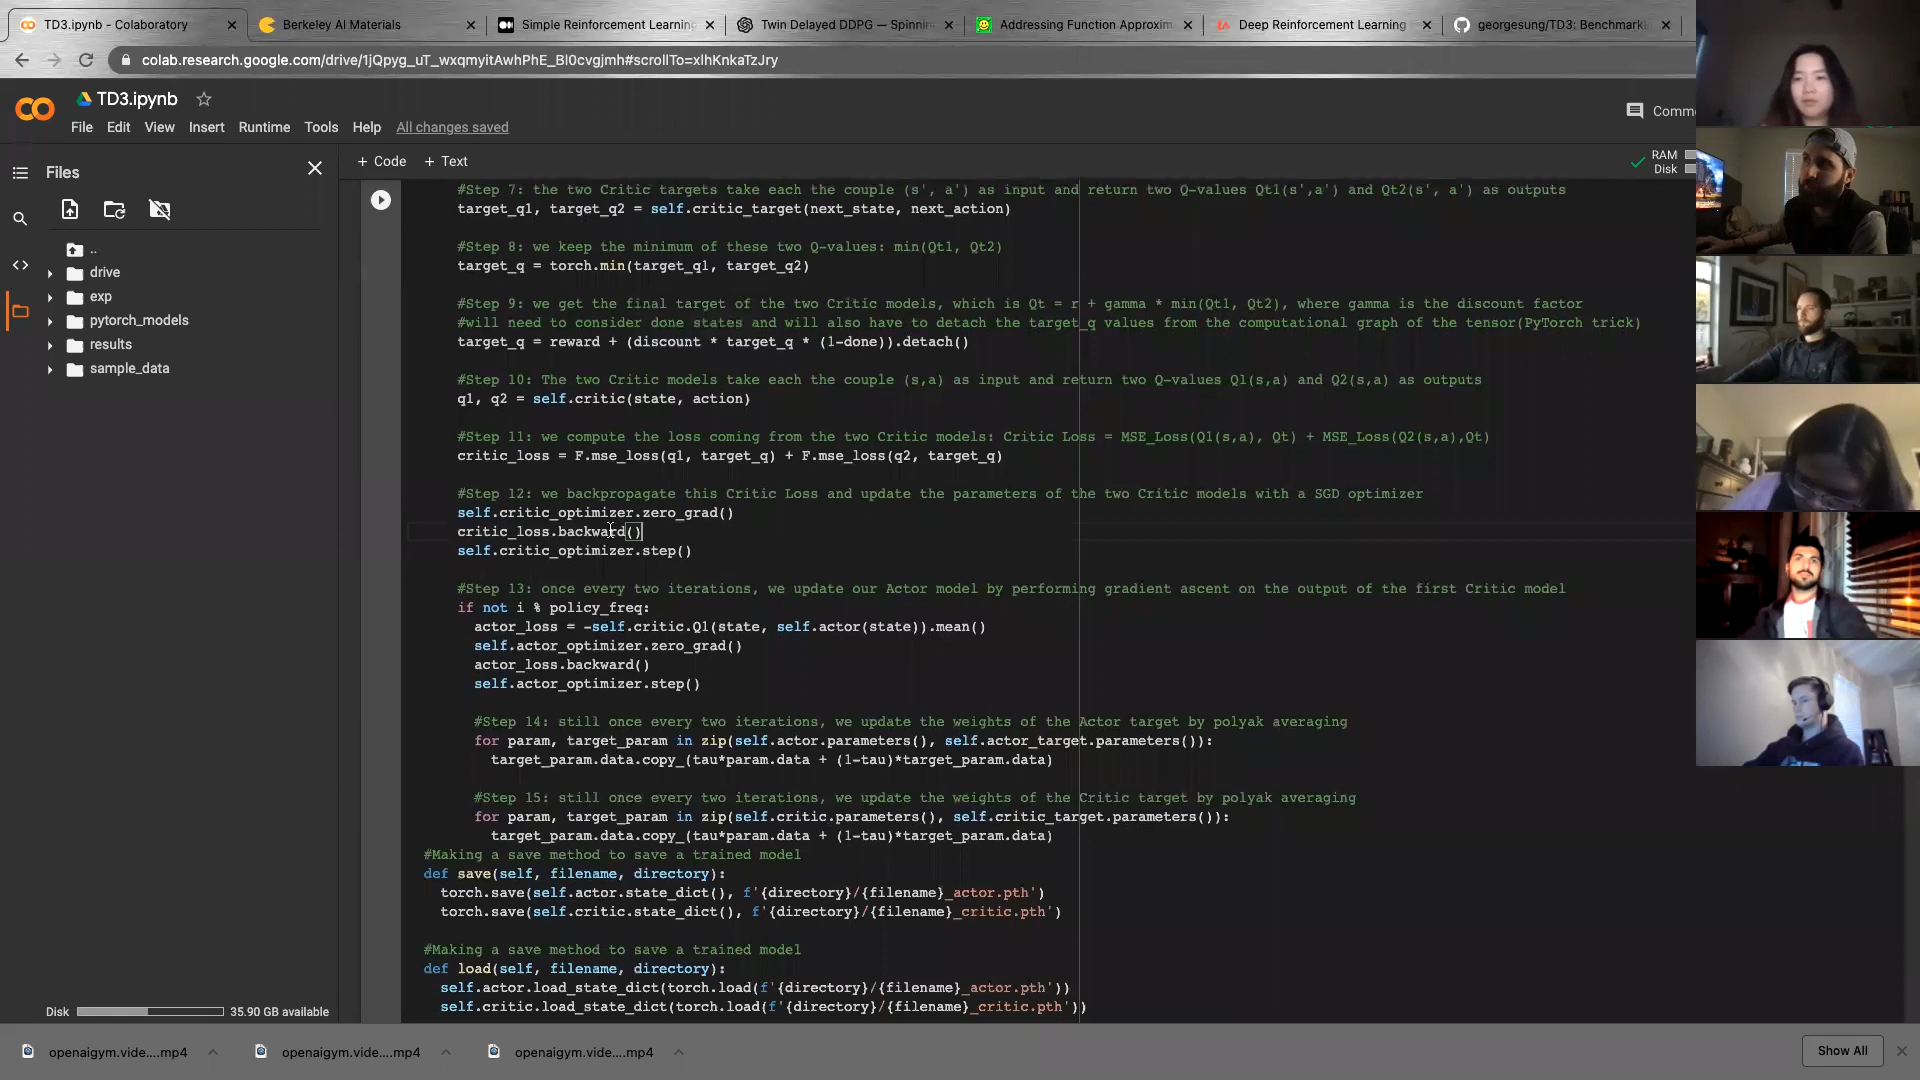 TD3.ipynb - Colaboratory
Berkeley AI Materials
Simple Reinforcement Learning
Twin Delayed DDPG — Spinnin
Addressing Function Approxim
Deep Reinforcement Learning
georgesung/TD3: Benchmarki
colab.research.google.com/drive/1jQpyg_uT_wxqmyitAwhPhE_Bl0cvgjmh#scrollTo=xlhKnkaTzJry
TD3.ipynb
File Edit View Insert Runtime Tools Help All changes saved
Comme
+ Code + Text
RAM
Disk
Files
..
drive
exp
pytorch_models
results
sample_data
Disk 35.90 GB available
#Step 7: the two Critic targets take each the couple (s', a') as input and return two Q-values Qt1(s',a') and Qt2(s', a') as outputs
target_q1, target_q2 = self.critic_target(next_state, next_action)
#Step 8: we keep the minimum of these two Q-values: min(Qt1, Qt2)
target_q = torch.min(target_q1, target_q2)
#Step 9: we get the final target of the two Critic models, which is Qt = r + gamma * min(Qt1, Qt2), where gamma is the discount factor
#will need to consider done states and will also have to detach the target_q values from the computational graph of the tensor(PyTorch trick)
target_q = reward + (discount * target_q * (1-done)).detach()
#Step 10: The two Critic models take each the couple (s,a) as input and return two Q-values Q1(s,a) and Q2(s,a) as outputs
q1, q2 = self.critic(state, action)
#Step 11: we compute the loss coming from the two Critic models: Critic Loss = MSE_Loss(Q1(s,a), Qt) + MSE_Loss(Q2(s,a),Qt)
critic_loss = F.mse_loss(q1, target_q) + F.mse_loss(q2, target_q)
#Step 12: we backpropagate this Critic Loss and update the parameters of the two Critic models with a SGD optimizer
self.critic_optimizer.zero_grad()
critic_loss.backward()
self.critic_optimizer.step()
#Step 13: once every two iterations, we update our Actor model by performing gradient ascent on the output of the first Critic model
if not i % policy_freq:
actor_loss = -self.critic.Q1(state, self.actor(state)).mean()
self.actor_optimizer.zero_grad()
actor_loss.backward()
self.actor_optimizer.step()
#Step 14: still once every two iterations, we update the weights of the Actor target by polyak averaging
for param, target_param in zip(self.actor.parameters(), self.actor_target.parameters()):
target_param.data.copy_(tau*param.data + (1-tau)*target_param.data)
#Step 15: still once every two iterations, we update the weights of the Critic target by polyak averaging
for param, target_param in zip(self.critic.parameters(), self.critic_target.parameters()):
target_param.data.copy_(tau*param.data + (1-tau)*target_param.data)
#Making a save method to save a trained model
def save(self, filename, directory):
torch.save(self.actor.state_dict(), f'{directory}/{filename}_actor.pth')
torch.save(self.critic.state_dict(), f'{directory}/{filename}_critic.pth')
#Making a save method to save a trained model
def load(self, filename, directory):
self.actor.load_state_dict(torch.load(f'{directory}/{filename}_actor.pth'))
self.critic.load_state_dict(torch.load(f'{directory}/{filename}_critic.pth'))
openaigym.vide....mp4
openaigym.vide....mp4
openaigym.vide....mp4
Show All